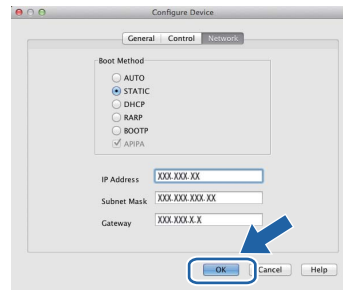 Configure Device
General Control Network
Boot Method
AUTO
STATIC
DHCP
RARP
BOOTP
APIPA
IP Address XXX.XXX.XX
Subnet Mask XXX.XXX.XXX.XX
Gateway XXX.XXX.X.X
OK Cancel Help